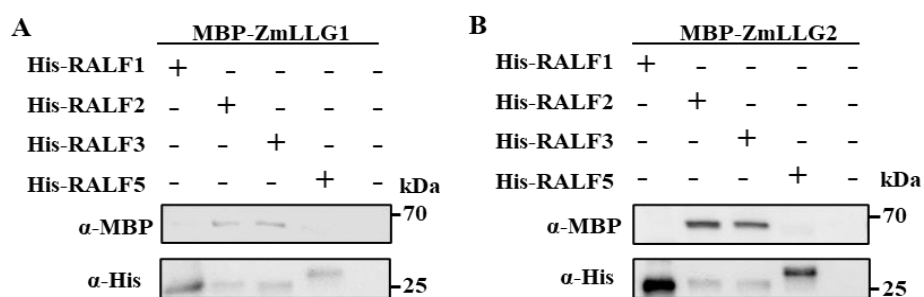 A
MBP-ZmLLG1
His-RALF1 + - - - -
His-RALF2 - + - - -
His-RALF3 - - + - -
His-RALF5 - - - + - kDa
α-MBP 70
α-His 25
B
MBP-ZmLLG2
His-RALF1 + - - - -
His-RALF2 - + - - -
His-RALF3 - - + - -
His-RALF5 - - - + - kDa
α-MBP 70
α-His 25